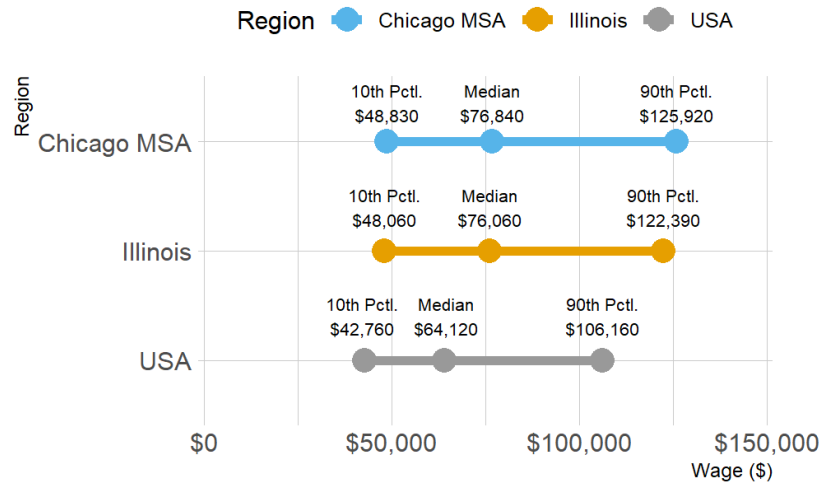 Region Chicago MSA Illinois USA
Region
10th Pctl. Median 90th Pctl.
$48,830 $76,840 $125,920
Chicago MSA
10th Pctl. Median 90th Pctl.
$48,060 $76,060 $122,390
Illinois
10th Pctl. Median 90th Pctl.
$42,760 $64,120 $106,160
USA
$0 $50,000 $100,000 $150,000
Wage ($)